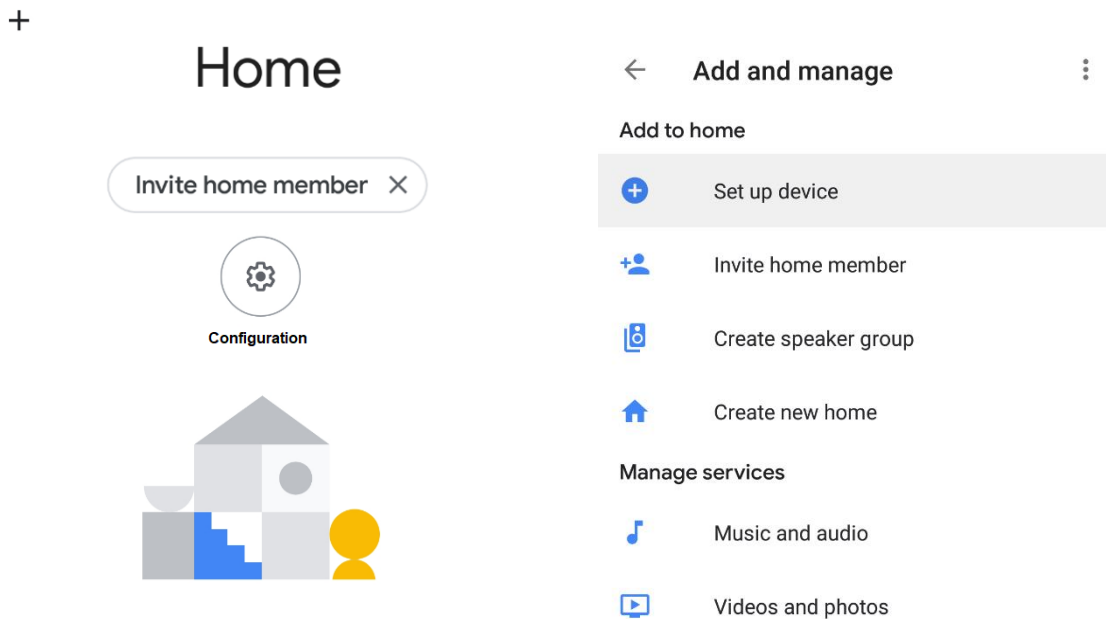 Home
Invite home member
Configuration
Add and manage
Add to home
Set up device
Invite home member
Create speaker group
Create new home
Manage services
Music and audio
Videos and photos